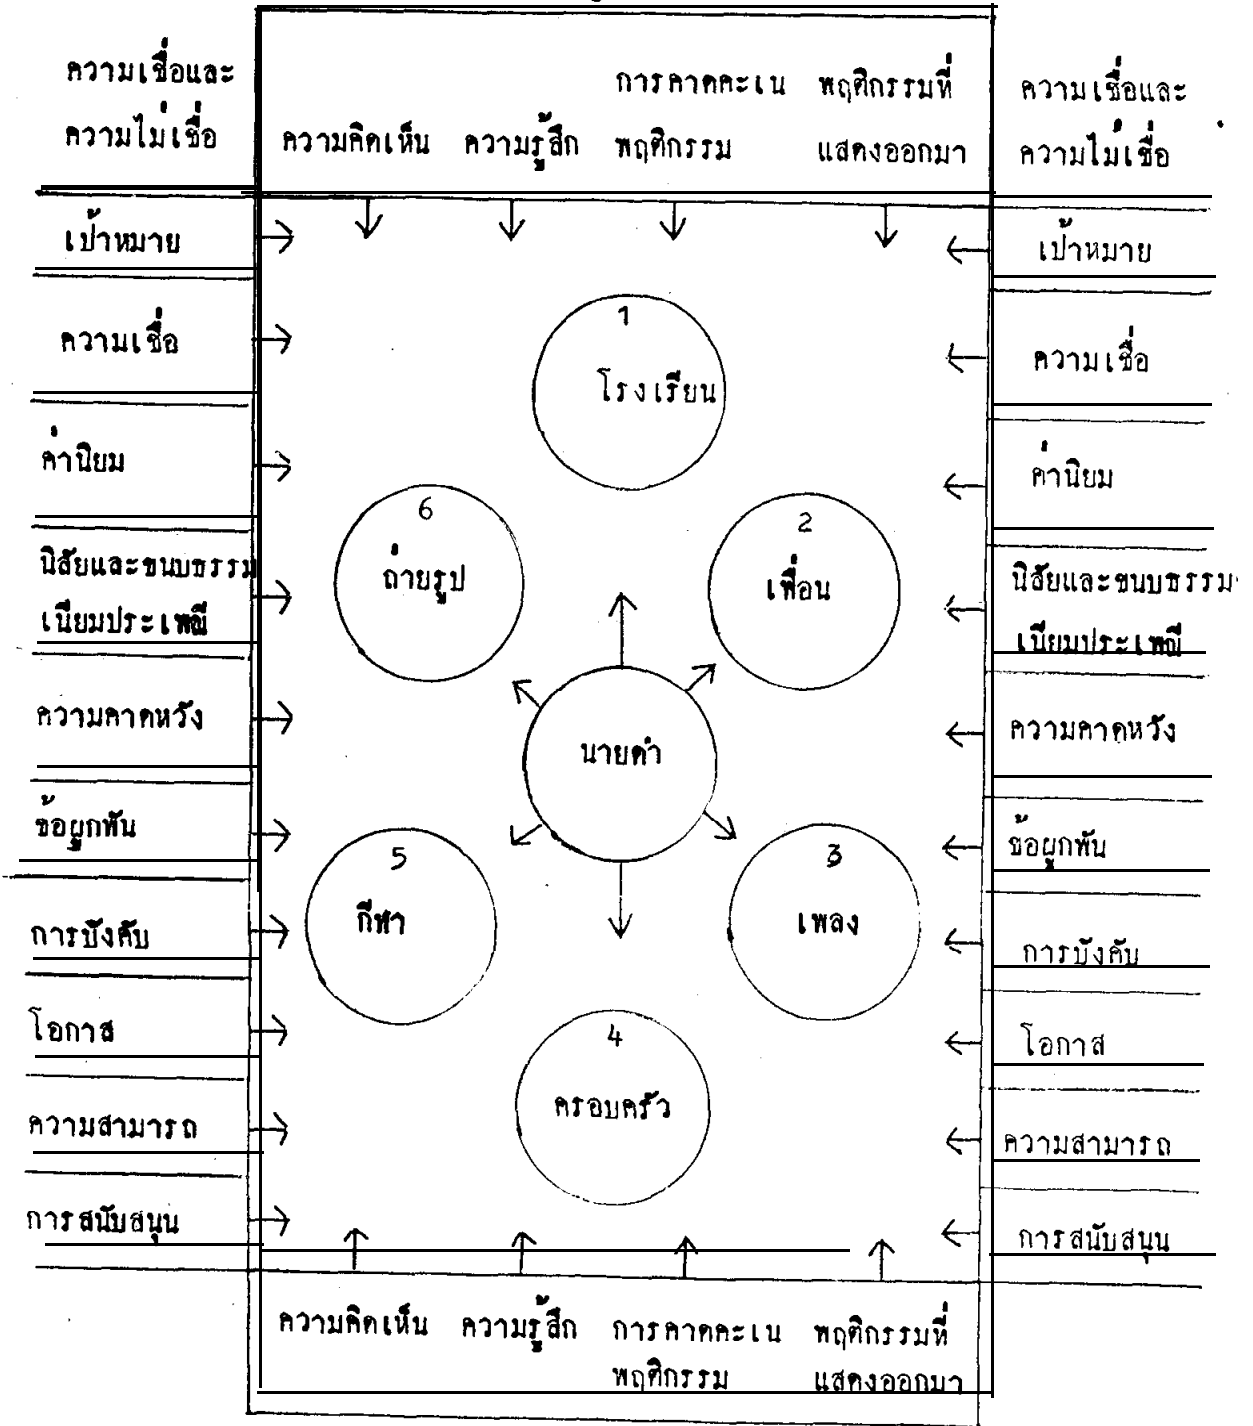 ความเชื่อและ
ความไม่เชื่อ
ความคิดเห็น
ความรู้สึก
การคาดคะเน
พฤติกรรม
พฤติกรรมที่
แสดงออกมา
ความเชื่อและ
ความไม่เชื่อ
เป้าหมาย
ความเชื่อ
ค่านิยม
นิสัยและขนบธรรม
เนียมประเพณี
ความคาดหวัง
ข้อผูกพัน
การบังคับ
โอกาส
ความสามารถ
การสนับสนุน
1
โรงเรียน
6
ถ่ายรูป
2
เพื่อน
นายดำ
5
กีฬา
3
เพลง
4
ครอบครัว
เป้าหมาย
ความเชื่อ
ค่านิยม
นิสัยและขนบธรรม
เนียมประเพณี
ความคาดหวัง
ข้อผูกพัน
การบังคับ
โอกาส
ความสามารถ
การสนับสนุน
ความคิดเห็น
ความรู้สึก
การคาดคะเน
พฤติกรรม
พฤติกรรมที่
แสดงออกมา